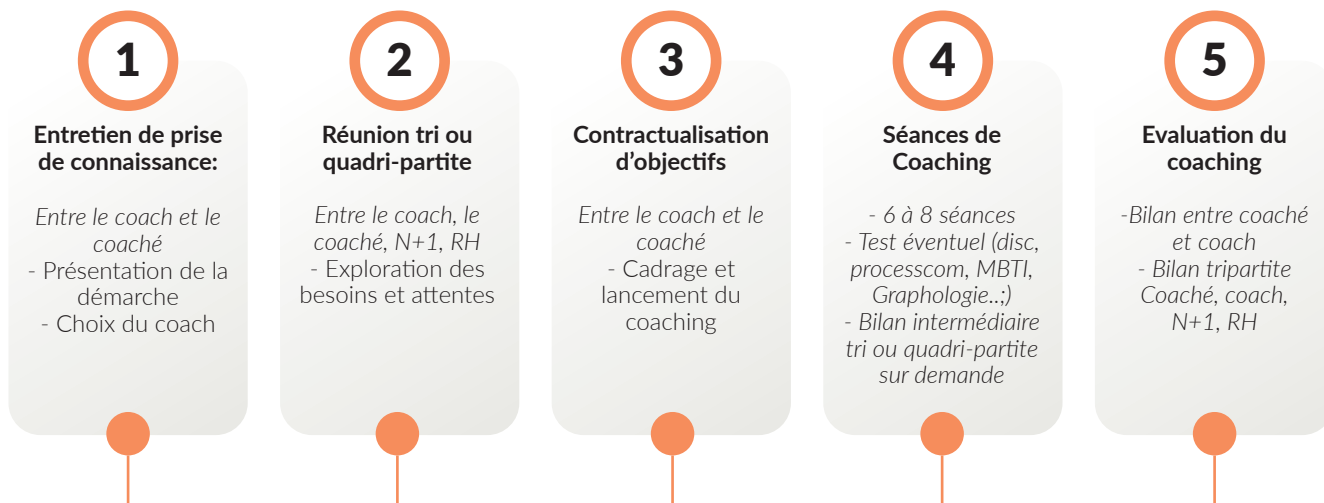 1
Entretien de prise
de connaissance:
Entre le coach et le
coaché
- Présentation de la
démarche
- Choix du coach
2
Réunion tri ou
quadri-partite
Entre le coach, le
coaché, N+1, RH
- Exploration des
besoins et attentes
3
Contractualisation
d’objectifs
Entre le coach et le
coaché
- Cadrage et
lancement du
coaching
4
Séances de
Coaching
- 6 à 8 séances
- Test éventuel (disc,
processcom, MBTI,
Graphologie..;)
- Bilan intermédiaire
tri ou quadri-partite
sur demande
5
Evaluation du
coaching
-Bilan entre coaché
et coach
- Bilan tripartite
Coaché, coach,
N+1, RH